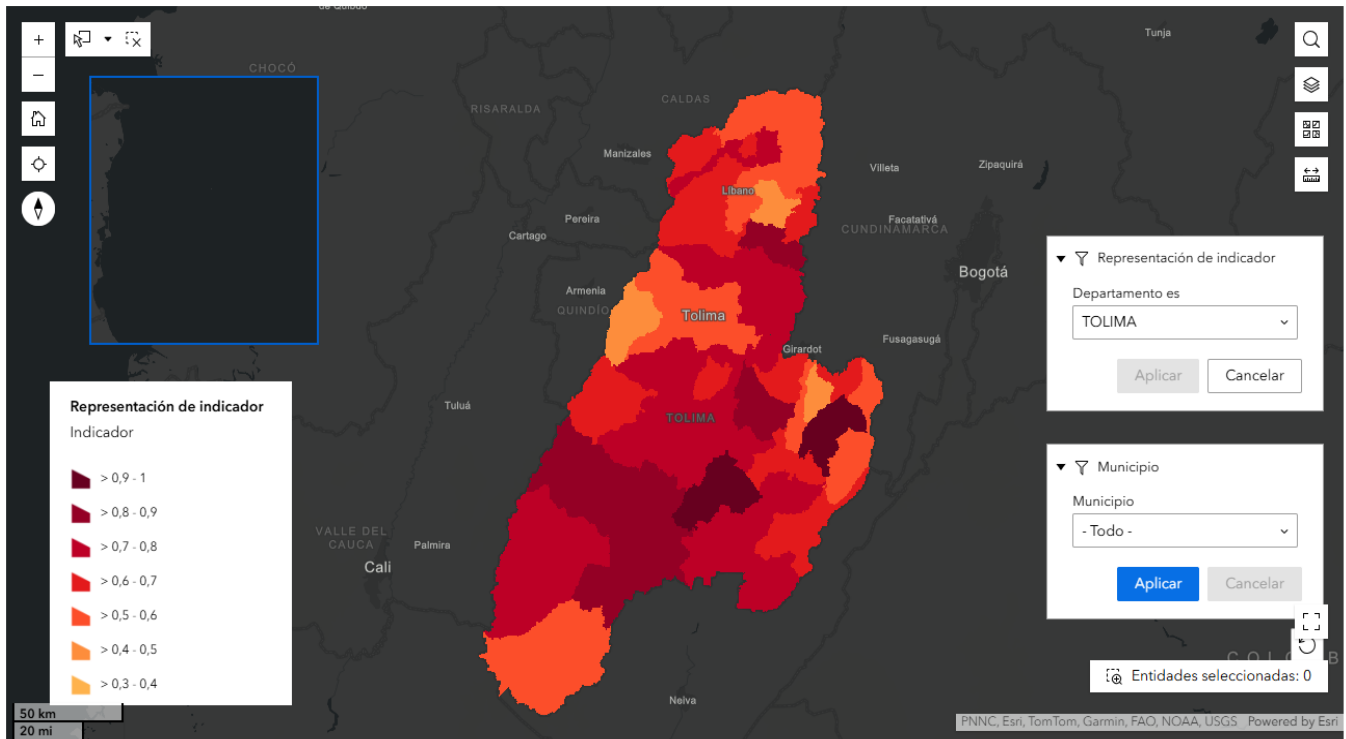 de Quibdó
Tunja
CHOCÓ
CALDAS
RISARALDA
Manizales
Villeta
Zipaquirá
Líbano
Pereira
Facatativá
CUNDINAMARCA
Cartago
Bogotá
Armenia
QUINDÍO
Tolima
Fusagasugá
Girardot
Tuluá
TOLIMA
VALLE DEL
CAUCA
Palmira
Cali
Neiva
Representación de indicador
Departamento es
TOLIMA
Aplicar
Cancelar
Municipio
Municipio
- Todo -
Aplicar
Cancelar
Representación de indicador
Indicador
> 0,9 - 1
> 0,8 - 0,9
> 0,7 - 0,8
> 0,6 - 0,7
> 0,5 - 0,6
> 0,4 - 0,5
> 0,3 - 0,4
Entidades seleccionadas: 0
50 km
20 mi
PNNC, Esri, TomTom, Garmin, FAO, NOAA, USGS
Powered by Esri